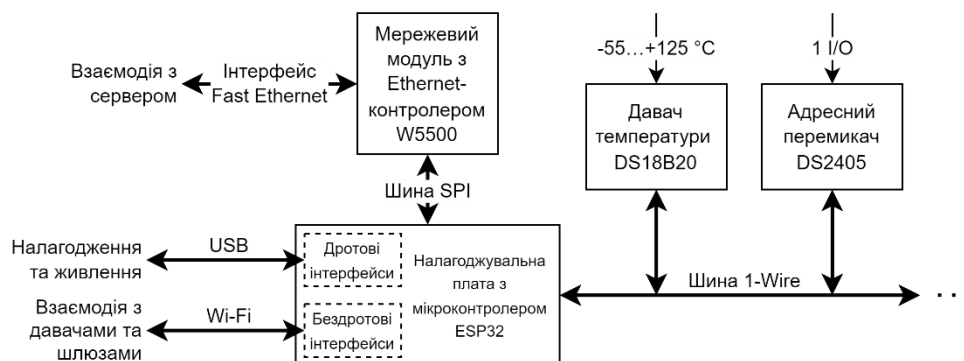 Взаємодія з
сервером
Інтерфейс
Fast Ethernet
Мережевий
модуль з
Ethernet-
контролером
W5500
-55...+125 °C
Давач
температури
DS18B20
1 I/O
Адресний
перемикач
DS2405
Шина SPI
Налагодження
та живлення
USB
Дротові
інтерфейси
Взаємодія з
давачами та
шлюзами
Wi-Fi
Бездротові
інтерфейси
Налагоджувальна
плата з
мікроконтролером
ESP32
Шина 1-Wire